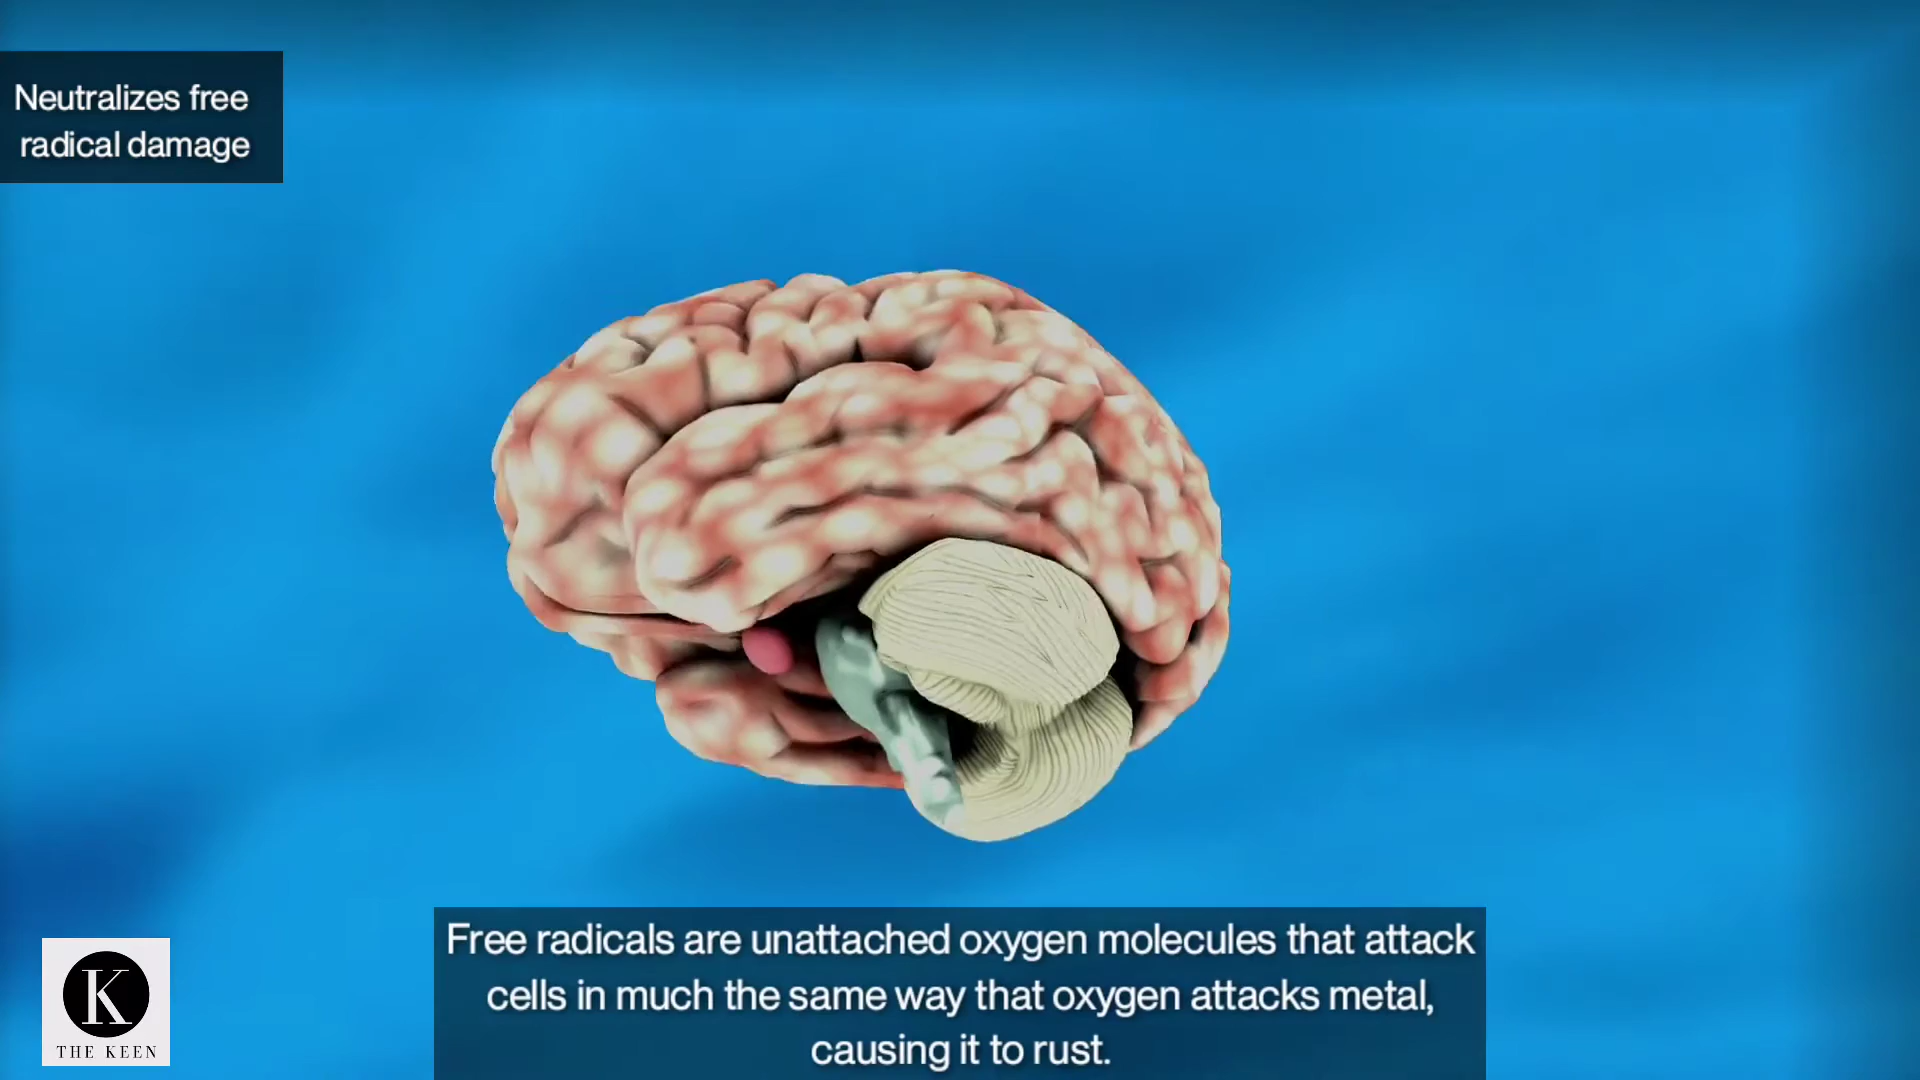 Neutralizes free
radical damage
Free radicals are unattached oxygen molecules that attack
cells in much the same way that oxygen attacks metal,
causing it to rust.
K
THE KEEN